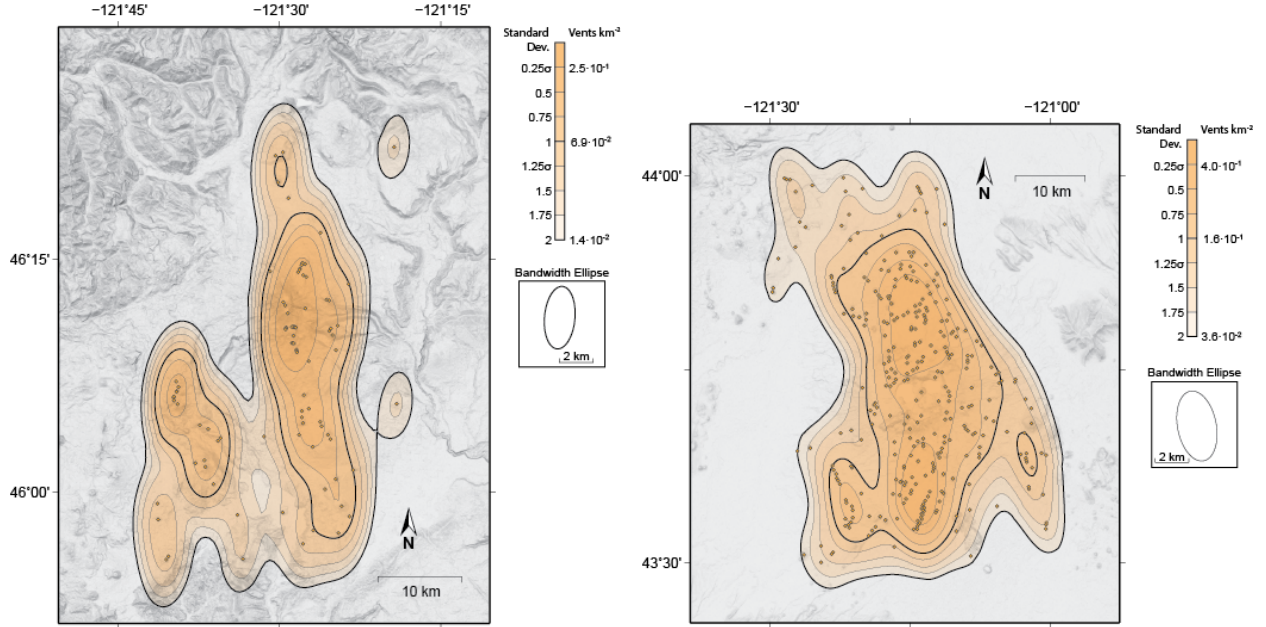 −121°45' −121°30' −121°15'
46°15'
46°00'
N
10 km
Standard Dev. Vents km⁻²
0.25σ 2.5·10⁻¹
0.5
0.75
1 6.9·10⁻²
1.25σ
1.5
1.75
2 1.4·10⁻²
Bandwidth Ellipse
2 km
−121°30' −121°00'
44°00'
43°30'
N
10 km
Standard Dev. Vents km⁻²
0.25σ 4.0·10⁻¹
0.5
0.75
1 1.6·10⁻¹
1.25σ
1.5
1.75
2 3.6·10⁻²
Bandwidth Ellipse
2 km